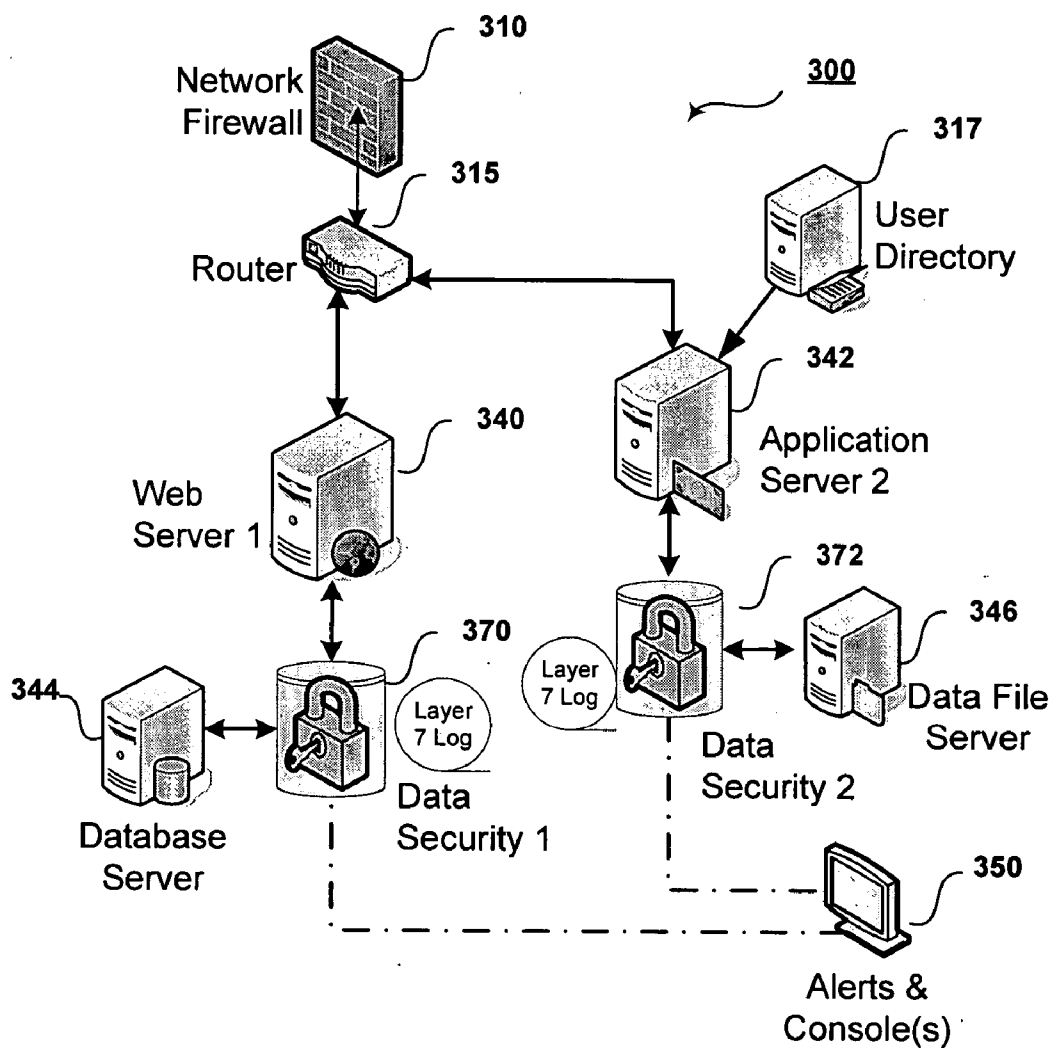 310
Network
Firewall
300
317
315
User
Directory
Router
342
340
Application
Server 2
Web
Server 1
372
370
346
344
Layer
7 Log
Layer
7 Log
Data File
Server
Data
Security 2
Data
Security 1
Database
Server
350
Alerts &
Console(s)